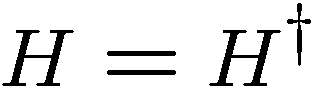 H = H†